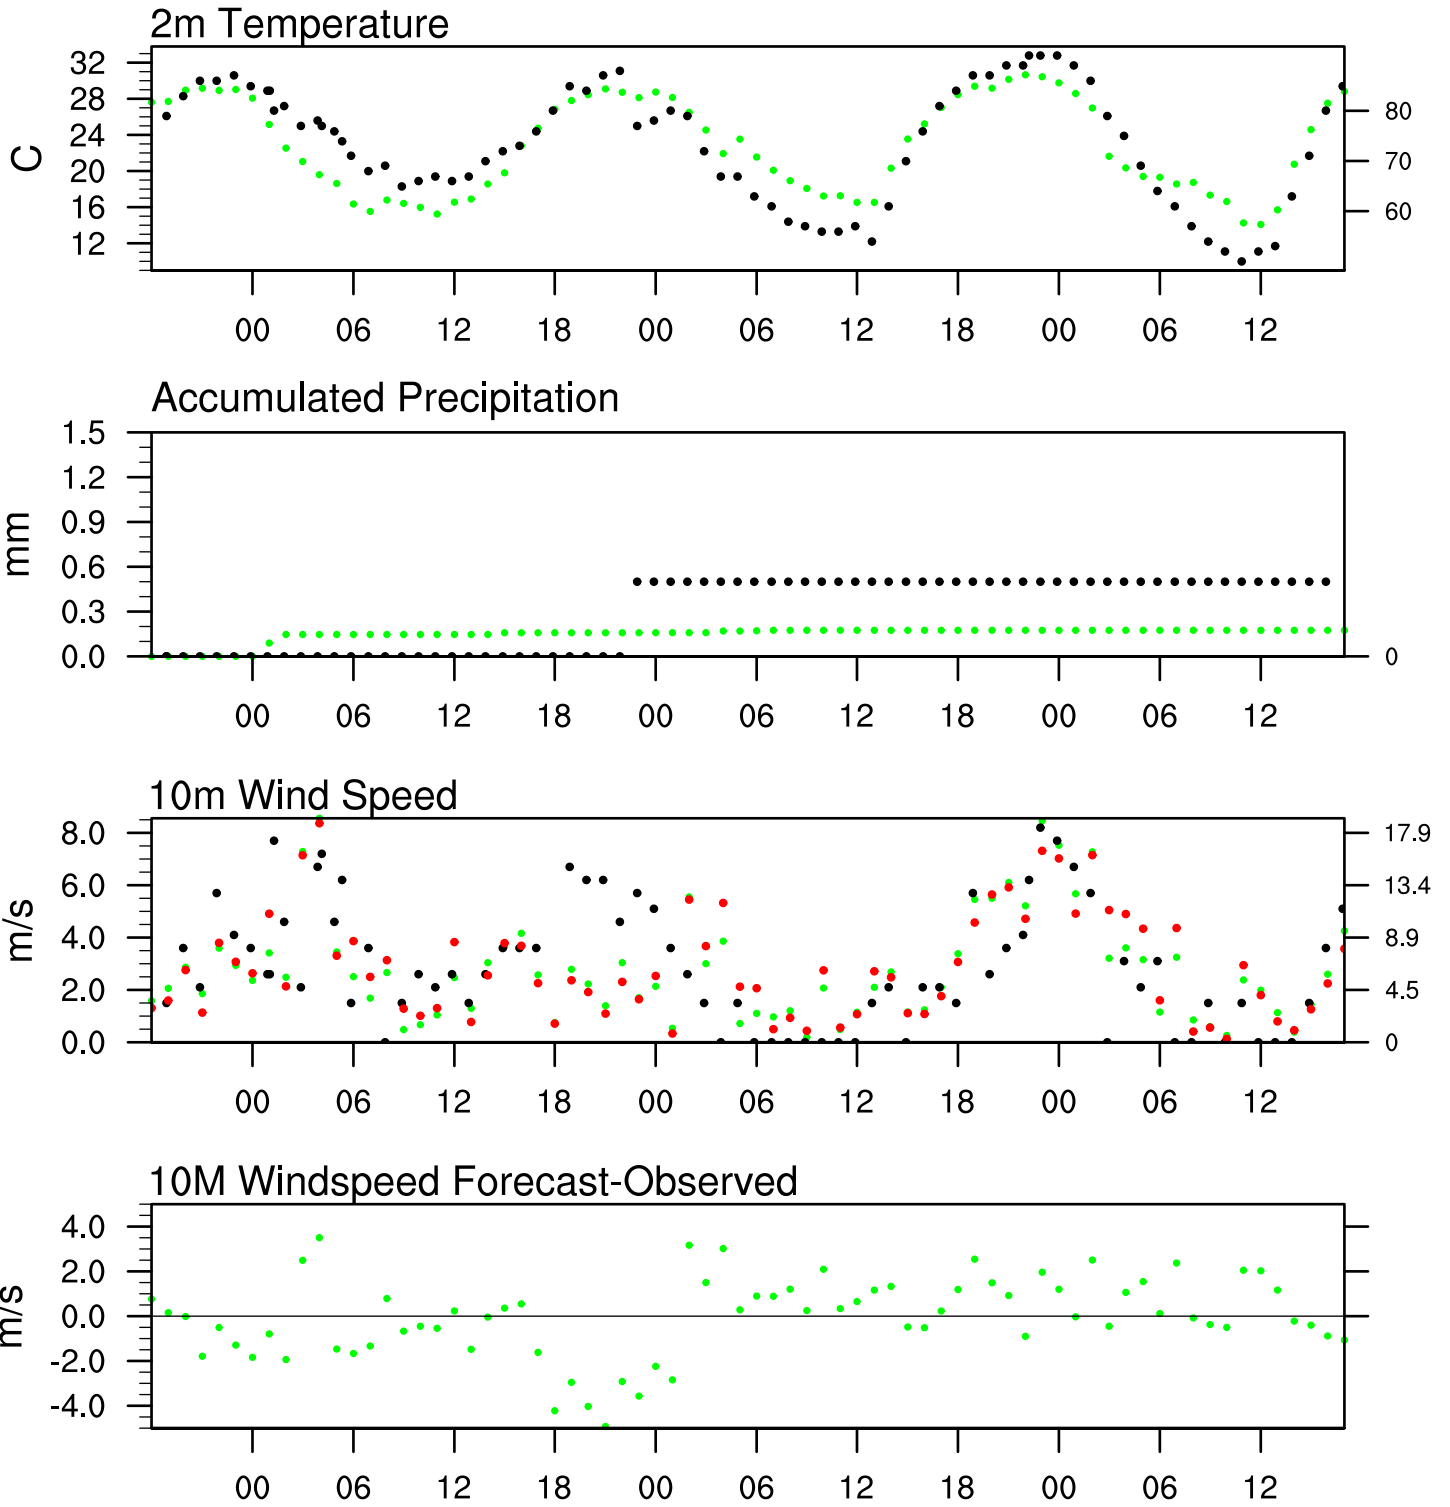 2m Temperature
32
28
24
20
16
12
C
80
70
60
00 06 12 18 00 06 12 18 00 06 12
Accumulated Precipitation
1.5
1.2
0.9
0.6
0.3
0.0
mm
0
00 06 12 18 00 06 12 18 00 06 12
10m Wind Speed
8.0
6.0
4.0
2.0
0.0
m/s
17.9
13.4
8.9
4.5
0
00 06 12 18 00 06 12 18 00 06 12
10M Windspeed Forecast-Observed
4.0
2.0
0.0
-2.0
-4.0
m/s
00 06 12 18 00 06 12 18 00 06 12